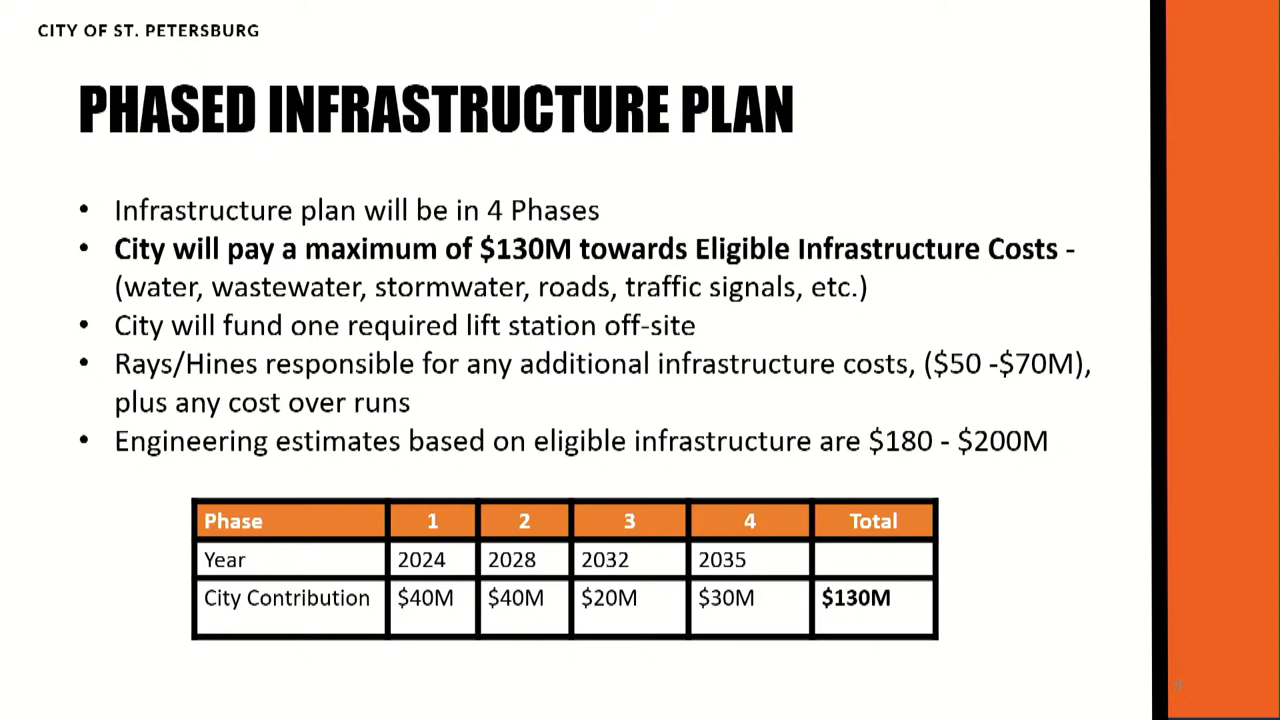 CITY OF ST. PETERSBURG
PHASED INFRASTRUCTURE PLAN
• Infrastructure plan will be in 4 Phases
• City will pay a maximum of $130M towards Eligible Infrastructure Costs -
(water, wastewater, stormwater, roads, traffic signals, etc.)
• City will fund one required lift station off-site
• Rays/Hines responsible for any additional infrastructure costs, ($50 -$70M),
plus any cost over runs
• Engineering estimates based on eligible infrastructure are $180 - $200M
Phase 1 2 3 4 Total
Year 2024 2028 2032 2035
City Contribution $40M $40M $20M $30M $130M